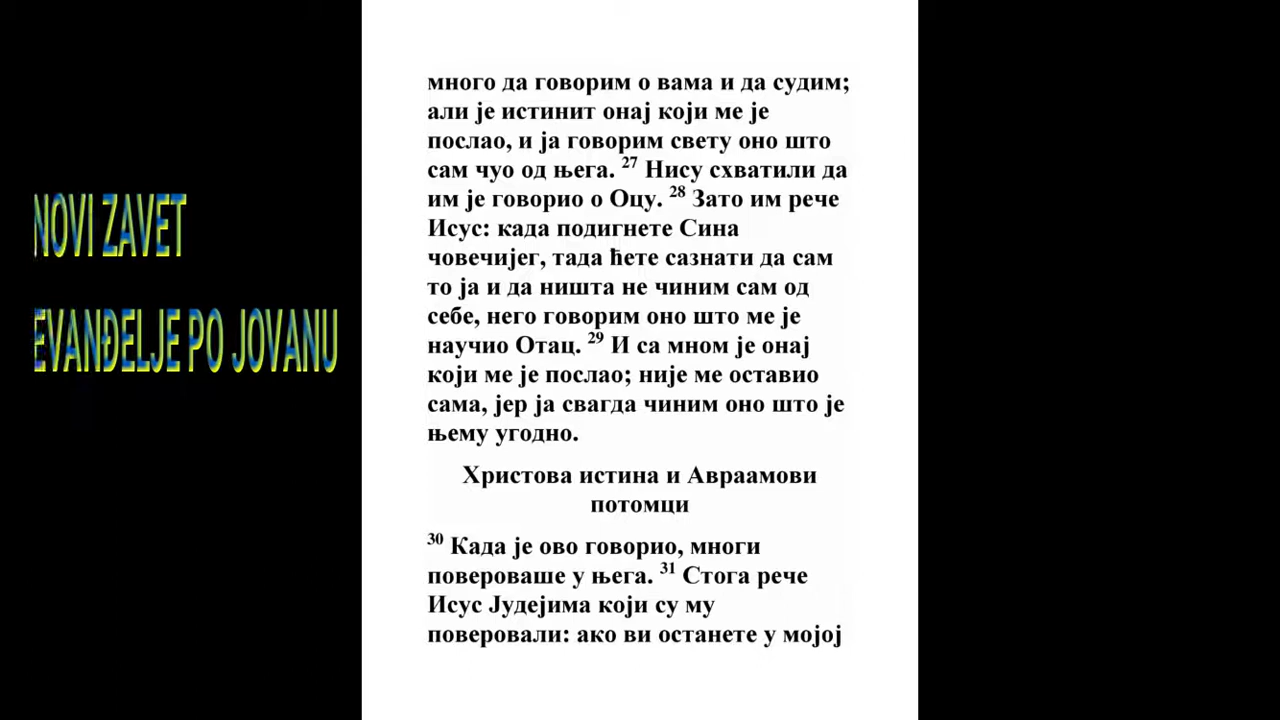 NOVI ZAVET
EVANĐELJE PO JOVANU
много да говорим о вама и да судим;
али је истинит онај који ме је
послао, и ја говорим свету оно што
сам чуо од њега. 27 Нису схватили да
им је говорио о Оцу. 28 Зато им рече
Исус: када подигнете Сина
човечијег, тада ћете сазнати да сам
то ја и да ништа не чиним сам од
себе, него говорим оно што ме је
научио Отац. 29 И са мном је онај
који ме је послао; није ме оставио
сама, јер ја свагда чиним оно што је
њему угодно.
Христова истина и Авраамови
потомци
30 Када је ово говорио, многи
повероваше у њега. 31 Стога рече
Исус Јудејима који су му
поверовали: ако ви останете у мојој